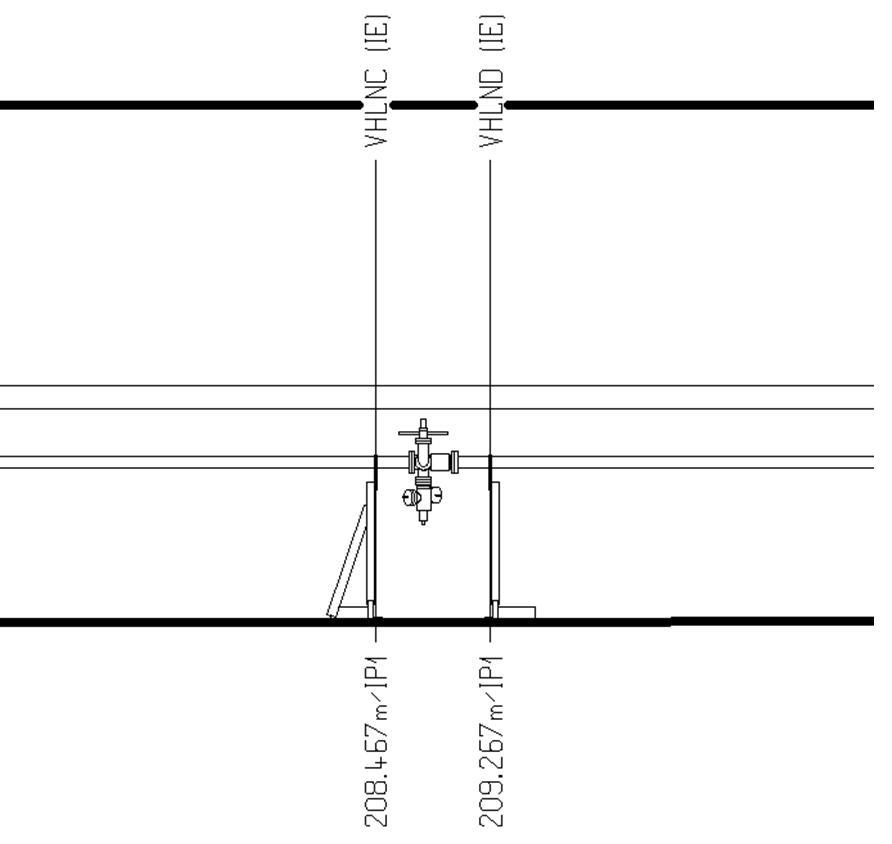 VHLNC (IE)
VHLND (IE)
208.467m/IP1
209.267m/IP1